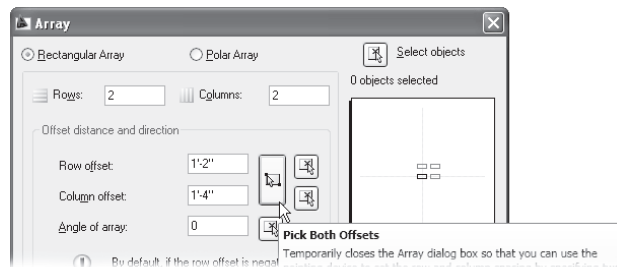 Array
Rectangular Array Polar Array Select objects
0 objects selected
Rows: 2 Columns: 2
Offset distance and direction
Row offset: 1'-2"
Column offset: 1'-4"
Angle of array: 0
Pick Both Offsets
Temporarily closes the Array dialog box so that you can use the
By default, if the row offset is